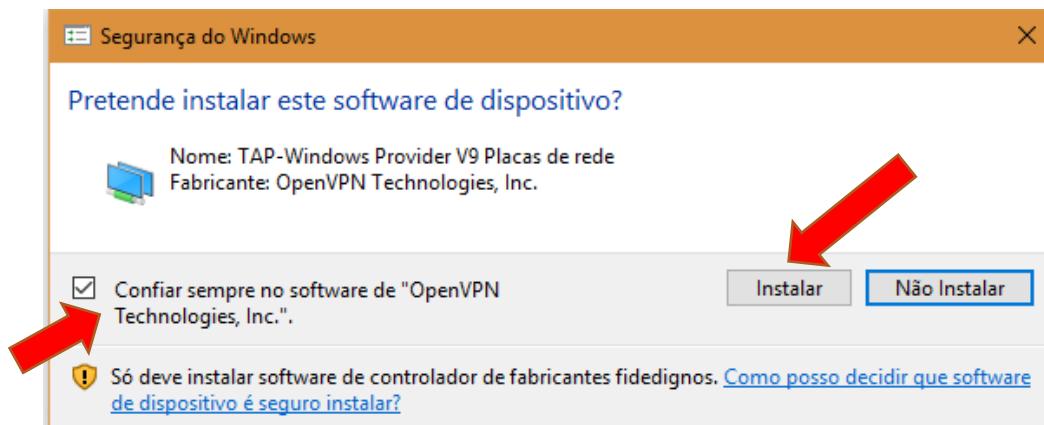 Segurança do Windows
Pretende instalar este software de dispositivo?
Nome: TAP-Windows Provider V9 Placas de rede
Fabricante: OpenVPN Technologies, Inc.
Confiar sempre no software de "OpenVPN
Technologies, Inc.".
Instalar
Não Instalar
Só deve instalar software de controlador de fabricantes fidedignos. Como posso decidir que software
de dispositivo é seguro instalar?